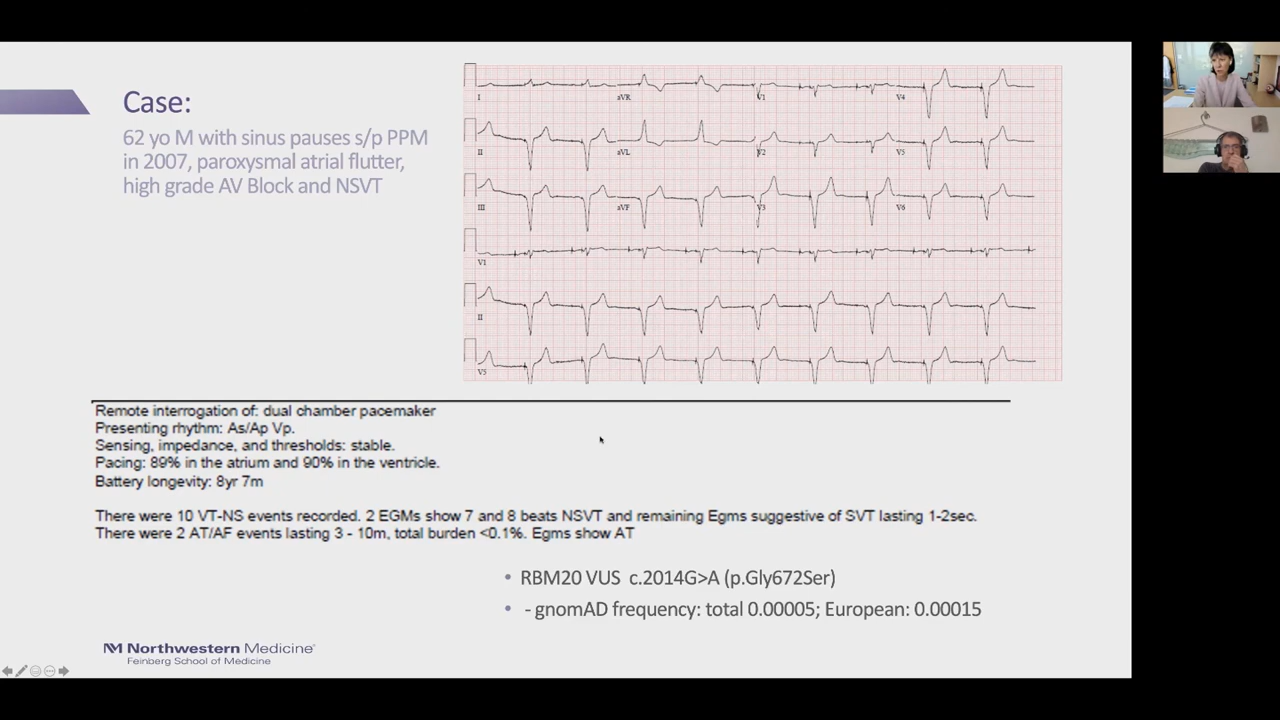 Case:
62 yo M with sinus pauses s/p PPM
in 2007, paroxysmal atrial flutter,
high grade AV Block and NSVT
I aVR V1 V4
II aVL V2 V5
III aVF V3 V6
V1
II
V5
Remote interrogation of: dual chamber pacemaker
Presenting rhythm: As/Ap Vp.
Sensing, impedance, and thresholds: stable.
Pacing: 89% in the atrium and 90% in the ventricle.
Battery longevity: 8yr 7m
There were 10 VT-NS events recorded. 2 EGMs show 7 and 8 beats NSVT and remaining Egms suggestive of SVT lasting 1-2sec.
There were 2 AT/AF events lasting 3 - 10m, total burden <0.1%. Egms show AT
• RBM20 VUS c.2014G>A (p.Gly672Ser)
• - gnomAD frequency: total 0.00005; European: 0.00015
M Northwestern Medicine®
Feinberg School of Medicine